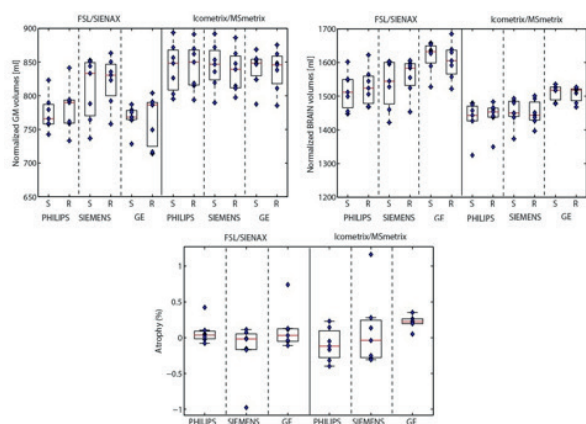 FSL/SIENAX Icometrix/MSmetrix
Normalized GM volumes [ml]
900
850
800
750
700
S R S R S R S R S R S R
PHILIPS SIEMENS GE PHILIPS SIEMENS GE
FSL/SIENAX Icometrix/MSmetrix
Normalized BRAIN volumes [ml]
1700
1600
1500
1400
1300
1200
S R S R S R S R S R S R
PHILIPS SIEMENS GE PHILIPS SIEMENS GE
FSL/SIENAX Icometrix/MSmetrix
Atrophy (%)
1
0.5
0
−0.5
−1
PHILIPS SIEMENS GE PHILIPS SIEMENS GE